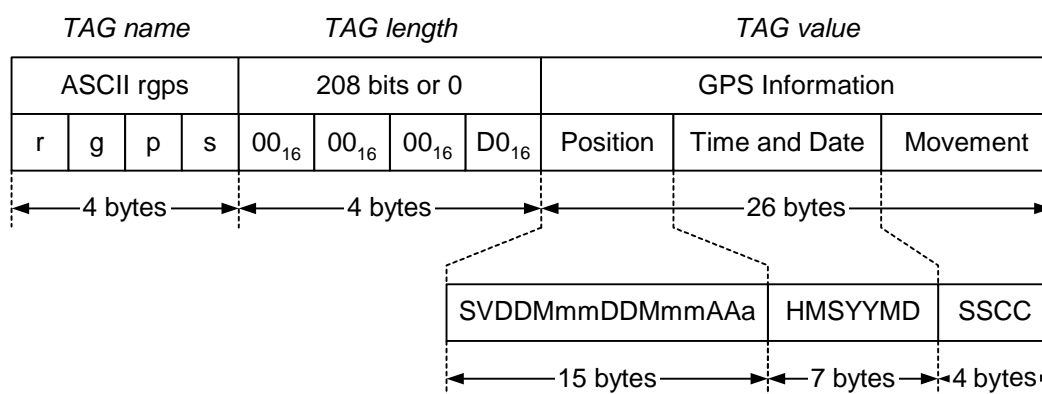 TAG name TAG length TAG value
ASCII rgps 208 bits or 0 GPS Information
r g p s 00₁₆ 00₁₆ 00₁₆ D0₁₆ Position Time and Date Movement
4 bytes 4 bytes 26 bytes
SVDDMmmDDMmmAAa HMSYYMD SSCC
15 bytes 7 bytes 4 bytes